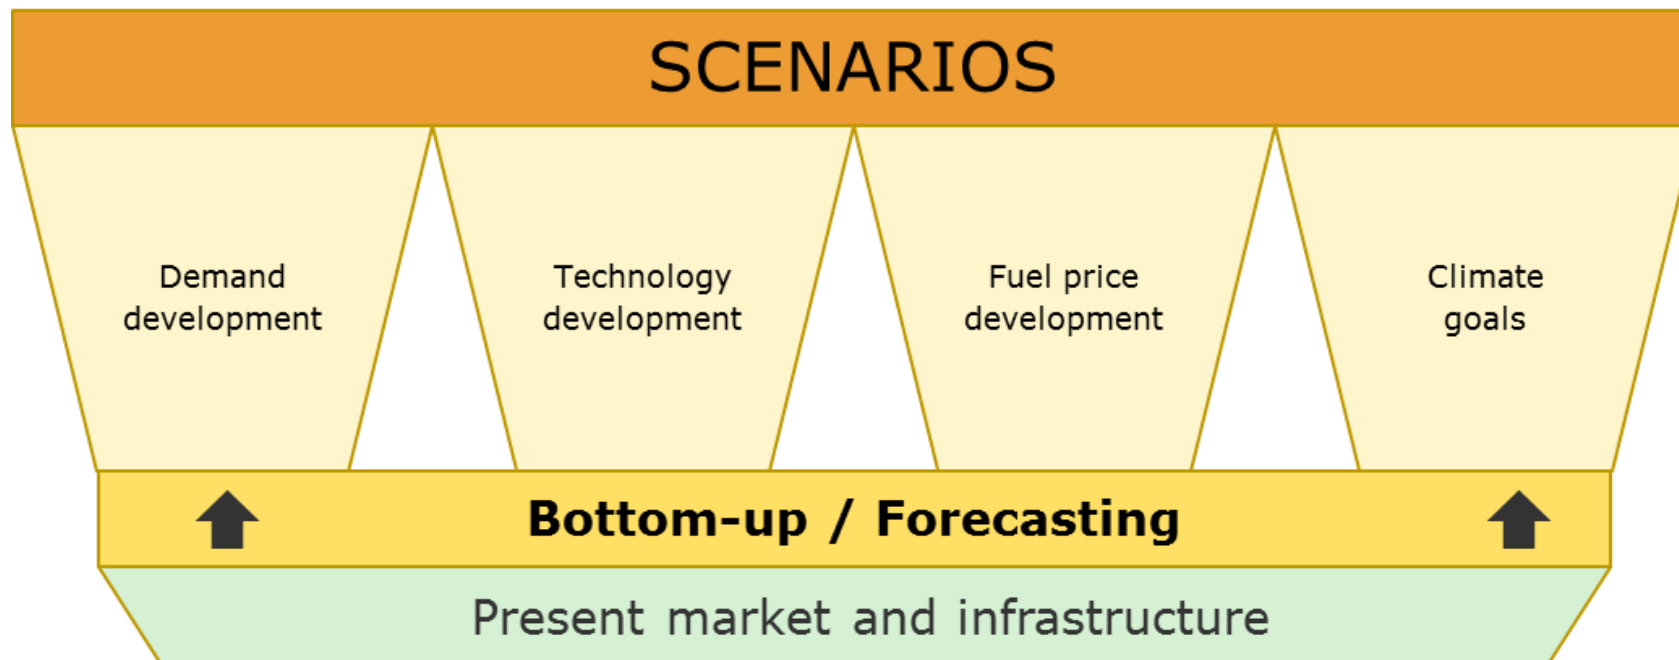 SCENARIOS
Demand
development
Technology
development
Fuel price
development
Climate
goals
Bottom-up / Forecasting
Present market and infrastructure